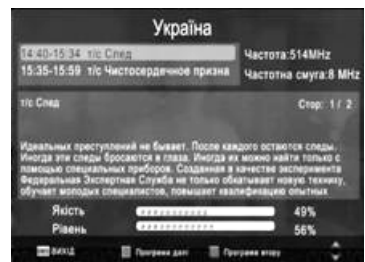 Україна
14:40-15:34 т/с След
Частота:514MHz
15:35-15:59 т/с Чистосердечное призна
Частотна смуга:8 MHz
т/с След
Стор: 1 / 2
Идеальных преступлений не бывает. После каждого остаются следы.
Иногда эти следы бросаются в глаза. Иногда их можно найти только с
помощью специальных приборов. Созданная в качестве эксперимента
Федеральная Экспертная Служба не только обкатывает новую технику,
обучает молодых специалистов, повышает квалификацию опытных
Якість
49%
Рівень
56%
ВИХІД
Програма далі
Програма вгору